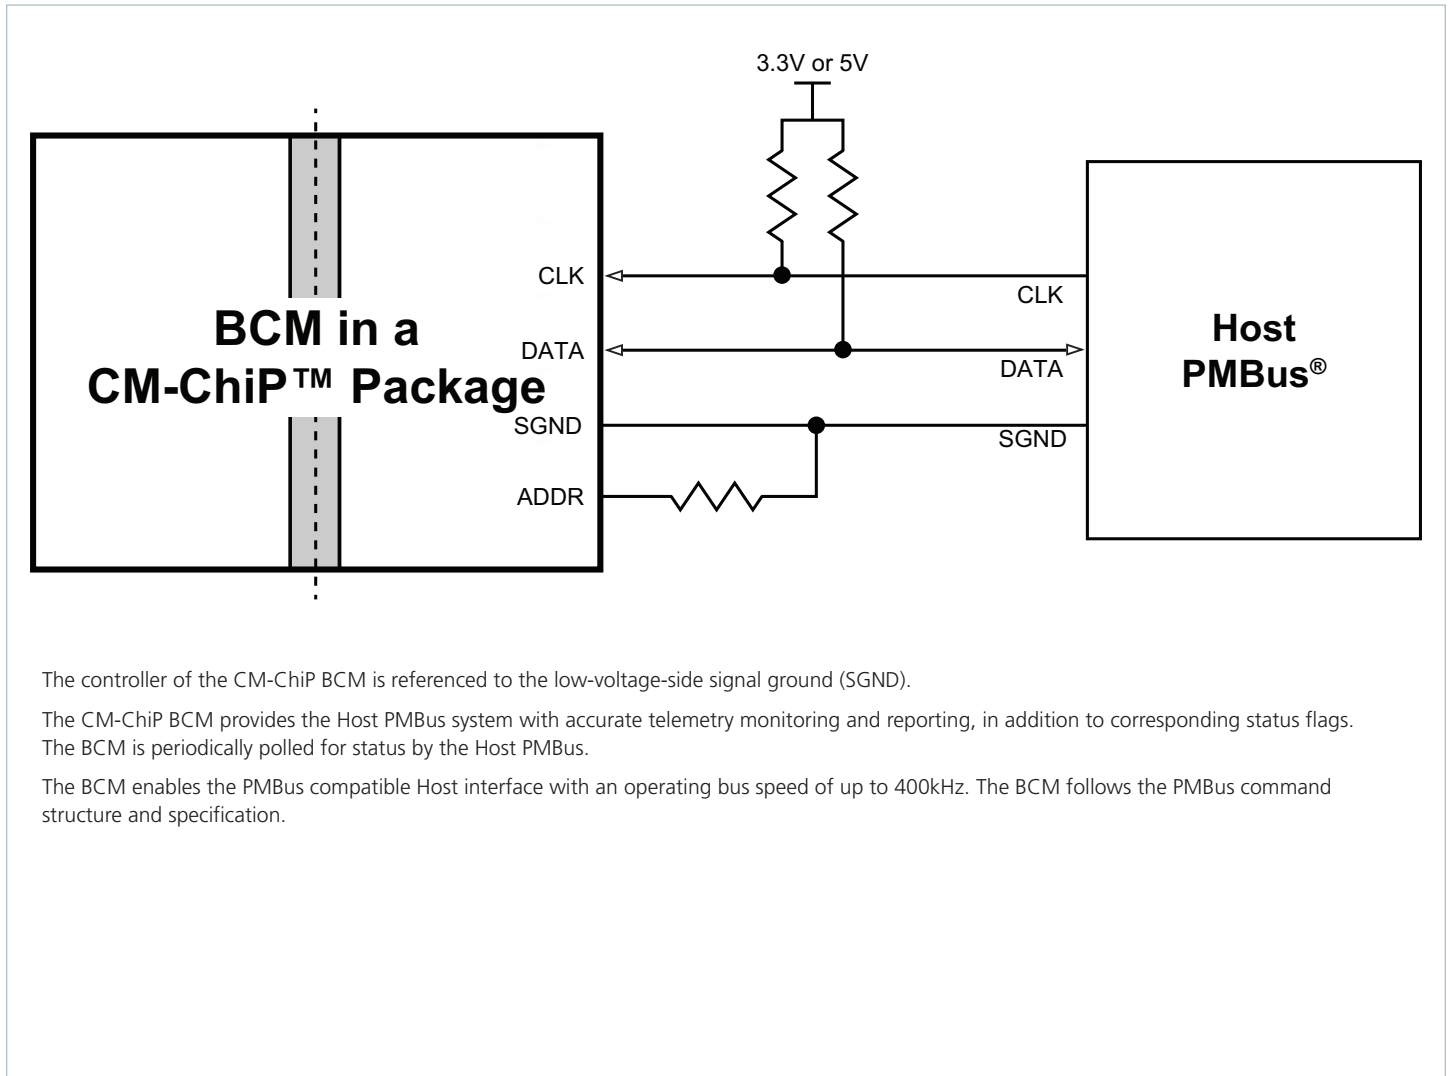 3.3V or 5V
CLK
CLK
BCM in a
CM-ChiP™ Package
DATA
DATA
Host
PMBus®
SGND
SGND
ADDR
The controller of the CM-ChiP BCM is referenced to the low-voltage-side signal ground (SGND).
The CM-ChiP BCM provides the Host PMBus system with accurate telemetry monitoring and reporting, in addition to corresponding status flags.
The BCM is periodically polled for status by the Host PMBus.
The BCM enables the PMBus compatible Host interface with an operating bus speed of up to 400kHz. The BCM follows the PMBus command
structure and specification.